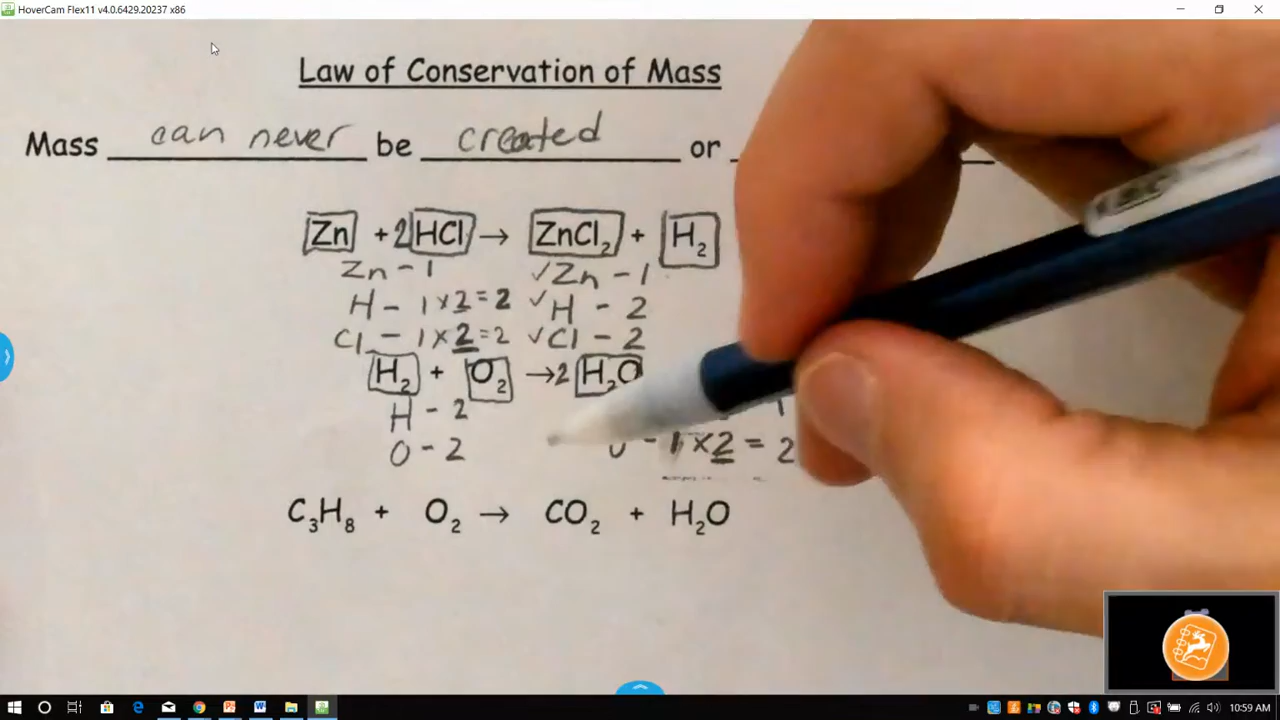 HoverCam Flex11 v4.0.6429.20237 x86
Law of Conservation of Mass
Mass can never be created or
Zn + 2HCl → ZnCl₂ + H₂
Zn - 1 ✓Zn - 1
H - 1 × 2 = 2 ✓H - 2
Cl - 1 × 2 = 2 ✓Cl - 2
H₂ + O₂ → 2 H₂O
H - 2
O - 2 O - 1 × 2 = 2
C₃H₈ + O₂ → CO₂ + H₂O
10:59 AM